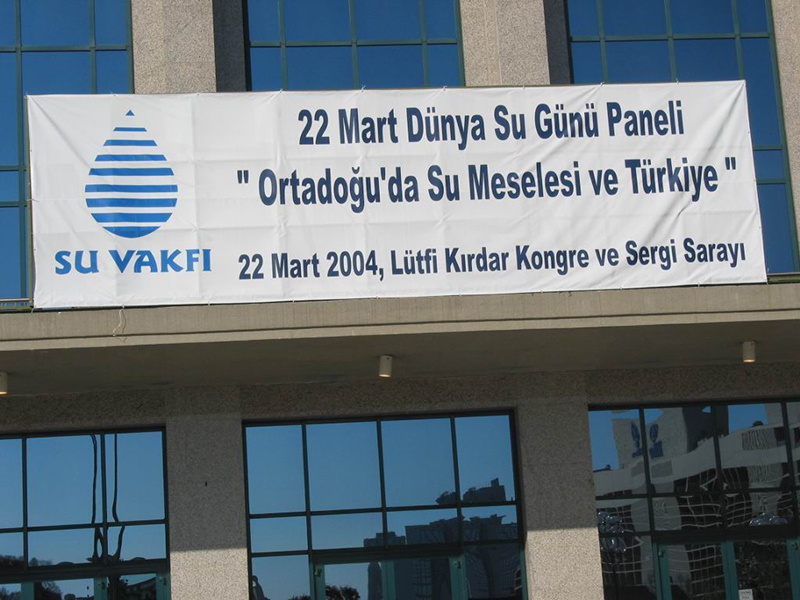 22 Mart Dünya Su Günü Paneli
" Ortadoğu'da Su Meselesi ve Türkiye "
SU VAKFI
22 Mart 2004, Lütfi Kırdar Kongre ve Sergi Sarayı